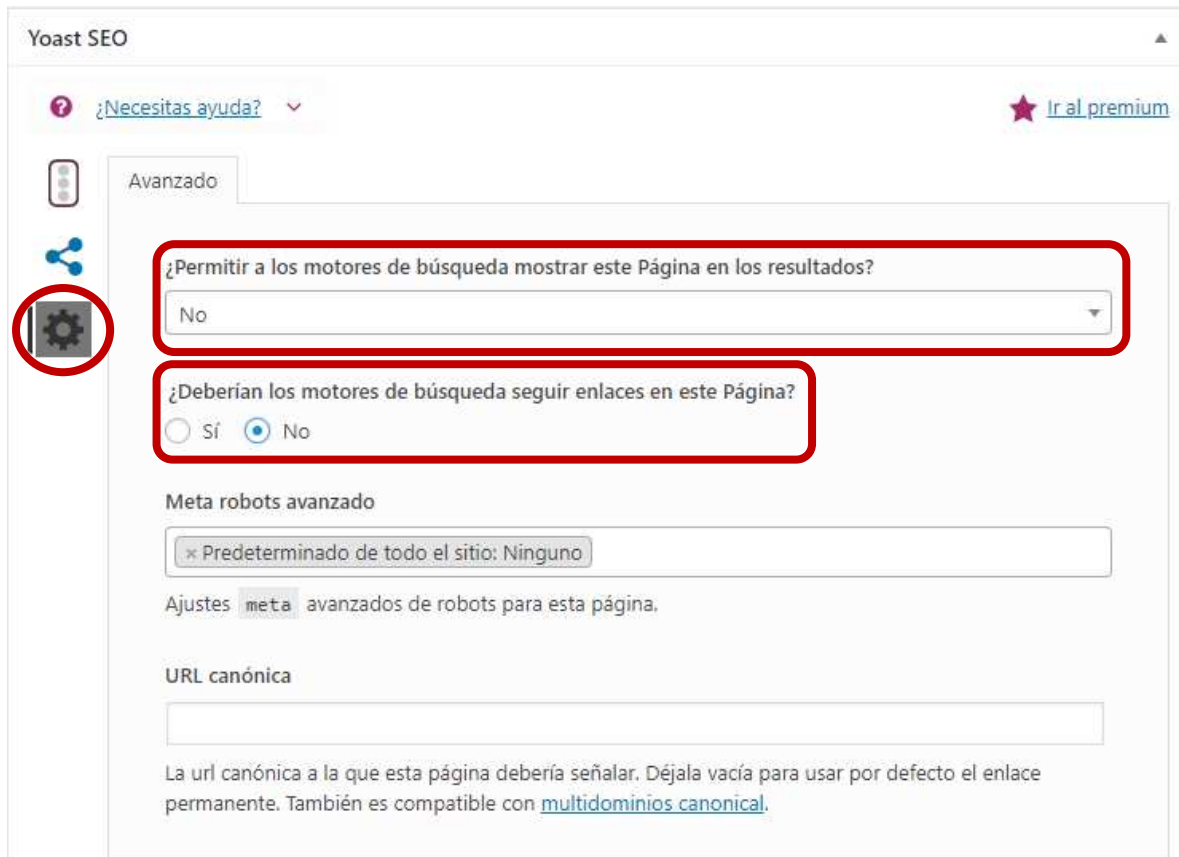 Yoast SEO
¿Necesitas ayuda?
Ir al premium
Avanzado
¿Permitir a los motores de búsqueda mostrar este Página en los resultados?
No
¿Deberían los motores de búsqueda seguir enlaces en este Página?
Sí No
Meta robots avanzado
× Predeterminado de todo el sitio: Ninguno
Ajustes meta avanzados de robots para esta página.
URL canónica
La url canónica a la que esta página debería señalar. Déjala vacía para usar por defecto el enlace
permanente. También es compatible con multidominios canonical.